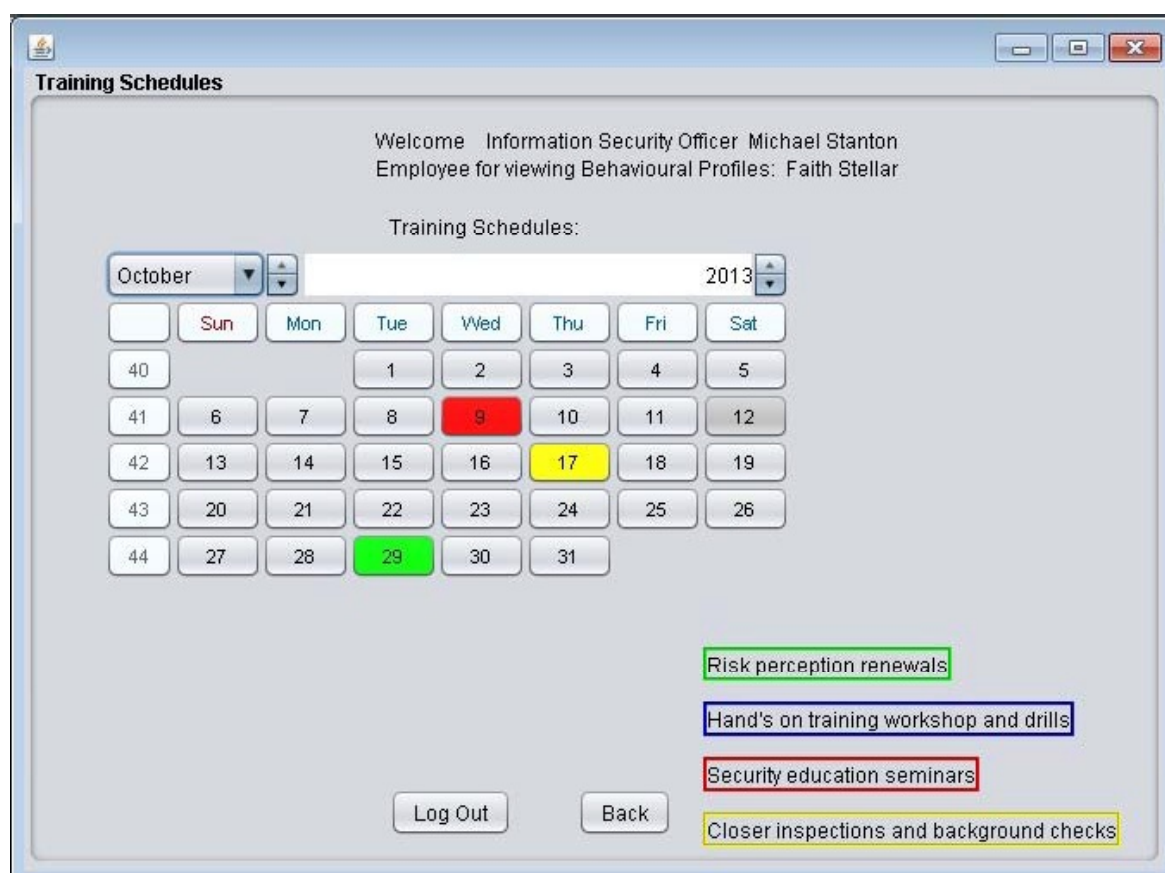 Training Schedules
Welcome Information Security Officer Michael Stanton
Employee for viewing Behavioural Profiles: Faith Stellar
Training Schedules:
October 2013
Sun Mon Tue Wed Thu Fri Sat
40 1 2 3 4 5
41 6 7 8 9 10 11 12
42 13 14 15 16 17 18 19
43 20 21 22 23 24 25 26
44 27 28 29 30 31
Risk perception renewals
Hand's on training workshop and drills
Security education seminars
Log Out Back
Closer inspections and background checks